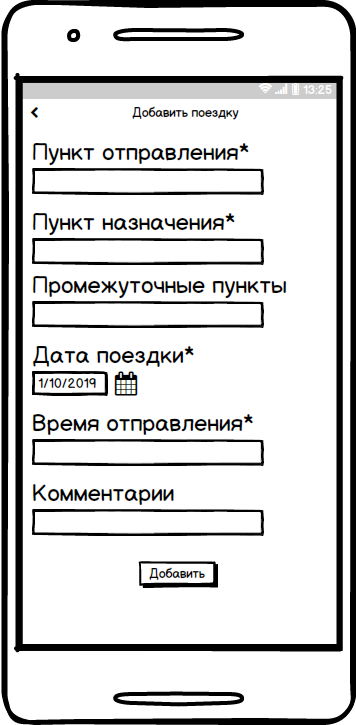 13:25
Добавить поездку
Пункт отправления*
Пункт назначения*
Промежуточные пункты
Дата поездки*
1/10/2019
Время отправления*
Комментарии
Добавить